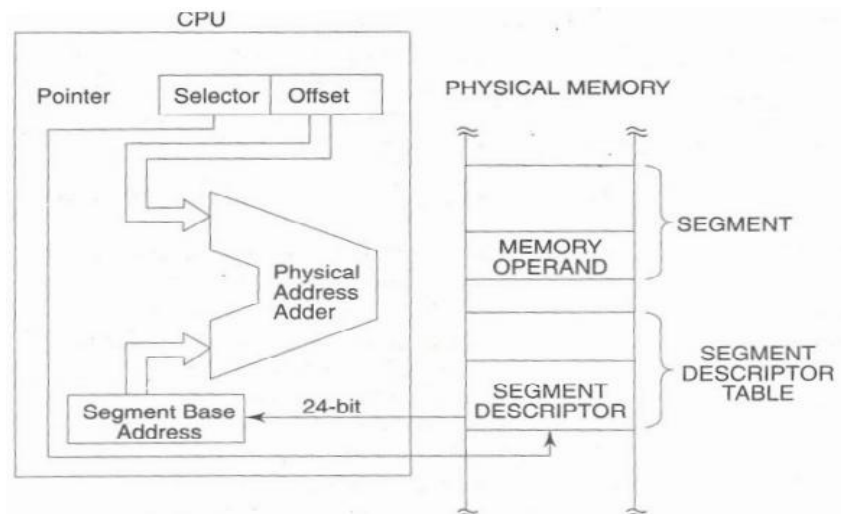 CPU
Pointer
Selector
Offset
PHYSICAL MEMORY
SEGMENT
MEMORY
OPERAND
Physical
Address
Adder
SEGMENT
DESCRIPTOR
TABLE
SEGMENT
DESCRIPTOR
24-bit
Segment Base
Address